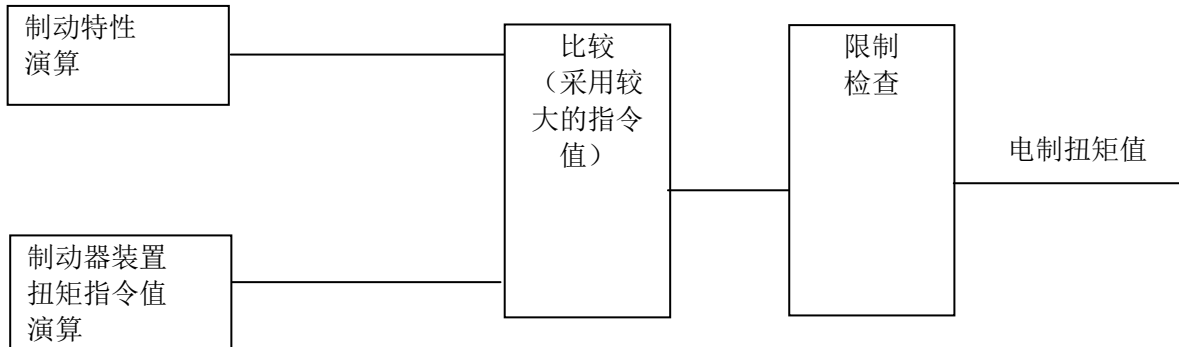 制动特性
演算
比较
（采用较
大的指令
值）
限制
检查
电制扭矩值
制动器装置
扭矩指令值
演算